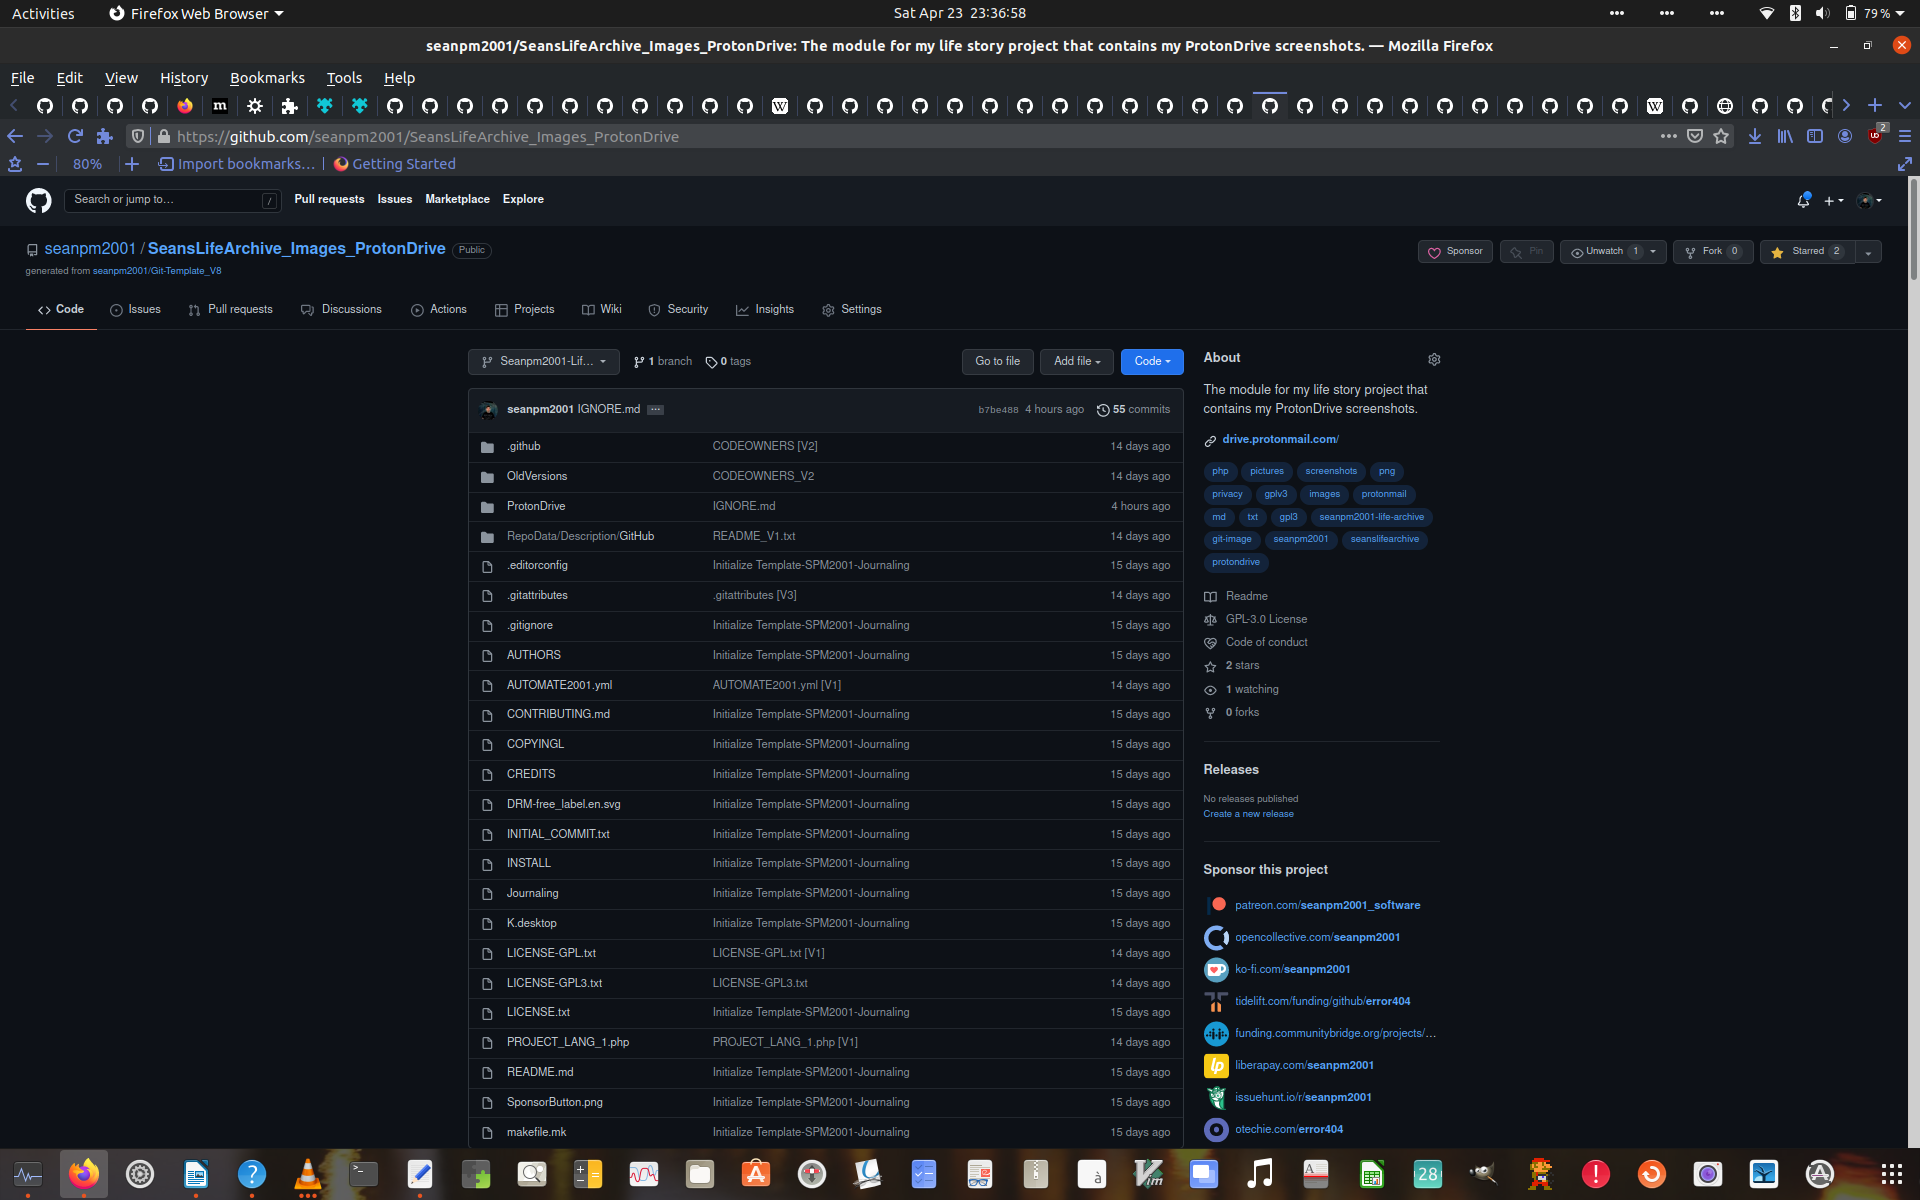 Activities
Firefox Web Browser
Sat Apr 23 23:36:58
79 %
seanpm2001/SeansLifeArchive_Images_ProtonDrive: The module for my life story project that contains my ProtonDrive screenshots. — Mozilla Firefox
File Edit View History Bookmarks Tools Help
https://github.com/seanpm2001/SeansLifeArchive_Images_ProtonDrive
2
80%
Import bookmarks…
Getting Started
Search or jump to…
/
Pull requests Issues Marketplace Explore
seanpm2001 / SeansLifeArchive_Images_ProtonDrive Public
generated from seanpm2001/Git-Template_V8
Sponsor
Pin
Unwatch 1
Fork 0
Starred 2
Code Issues Pull requests Discussions Actions Projects Wiki Security Insights Settings
Seanpm2001-Lif...
1 branch
0 tags
Go to file
Add file
Code
seanpm2001 IGNORE.md
b7be488 4 hours ago
55 commits
.github CODEOWNERS [V2] 14 days ago
OldVersions CODEOWNERS_V2 14 days ago
ProtonDrive IGNORE.md 4 hours ago
RepoData/Description/GitHub README_V1.txt 14 days ago
.editorconfig Initialize Template-SPM2001-Journaling 15 days ago
.gitattributes .gitattributes [V3] 14 days ago
.gitignore Initialize Template-SPM2001-Journaling 15 days ago
AUTHORS Initialize Template-SPM2001-Journaling 15 days ago
AUTOMATE2001.yml AUTOMATE2001.yml [V1] 14 days ago
CONTRIBUTING.md Initialize Template-SPM2001-Journaling 15 days ago
COPYINGL Initialize Template-SPM2001-Journaling 15 days ago
CREDITS Initialize Template-SPM2001-Journaling 15 days ago
DRM-free_label.en.svg Initialize Template-SPM2001-Journaling 15 days ago
INITIAL_COMMIT.txt Initialize Template-SPM2001-Journaling 15 days ago
INSTALL Initialize Template-SPM2001-Journaling 15 days ago
Journaling Initialize Template-SPM2001-Journaling 15 days ago
K.desktop Initialize Template-SPM2001-Journaling 15 days ago
LICENSE-GPL.txt LICENSE-GPL.txt [V1] 14 days ago
LICENSE-GPL3.txt LICENSE-GPL3.txt 14 days ago
LICENSE.txt Initialize Template-SPM2001-Journaling 15 days ago
PROJECT_LANG_1.php PROJECT_LANG_1.php [V1] 14 days ago
README.md Initialize Template-SPM2001-Journaling 15 days ago
SponsorButton.png Initialize Template-SPM2001-Journaling 15 days ago
makefile.mk Initialize Template-SPM2001-Journaling 15 days ago
About
The module for my life story project that
contains my ProtonDrive screenshots.
drive.protonmail.com/
php pictures screenshots png
privacy gplv3 images protonmail
md txt gpl3 seanpm2001-life-archive
git-image seanpm2001 seanslifearchive
protondrive
Readme
GPL-3.0 License
Code of conduct
2 stars
1 watching
0 forks
Releases
No releases published
Create a new release
Sponsor this project
patreon.com/seanpm2001_software
opencollective.com/seanpm2001
ko-fi.com/seanpm2001
tidelift.com/funding/github/error404
funding.communitybridge.org/projects/…
lp
liberapay.com/seanpm2001
issuehunt.io/r/seanpm2001
otechie.com/error404
28